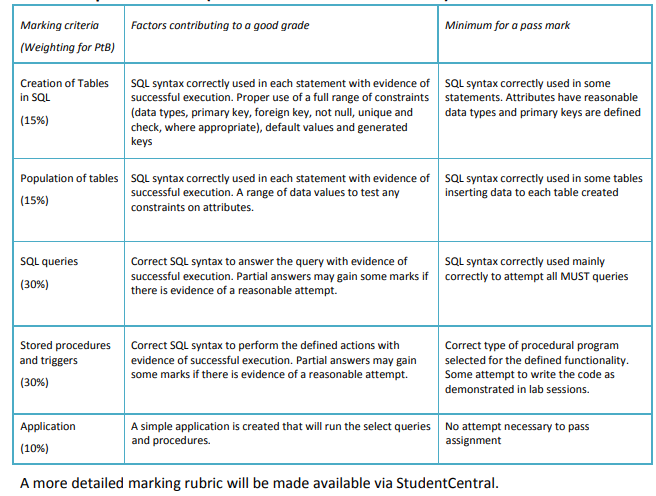 Marking criteria
(Weighting for PtB)
Factors contributing to a good grade
Minimum for a pass mark
Creation of Tables
in SQL
(15%)
SQL syntax correctly used in each statement with evidence of
successful execution. Proper use of a full range of constraints
(data types, primary key, foreign key, not null, unique and
check, where appropriate), default values and generated
keys
SQL syntax correctly used in some
statements. Attributes have reasonable
data types and primary keys are defined
Population of tables
(15%)
SQL syntax correctly used in each statement with evidence of
successful execution. A range of data values to test any
constraints on attributes.
SQL syntax correctly used in some tables
inserting data to each table created
SQL queries
(30%)
Correct SQL syntax to answer the query with evidence of
successful execution. Partial answers may gain some marks if
there is evidence of a reasonable attempt.
SQL syntax correctly used mainly
correctly to attempt all MUST queries
Stored procedures
and triggers
(30%)
Correct SQL syntax to perform the defined actions with
evidence of successful execution. Partial answers may gain
some marks if there is evidence of a reasonable attempt.
Correct type of procedural program
selected for the defined functionality.
Some attempt to write the code as
demonstrated in lab sessions.
Application
(10%)
A simple application is created that will run the select queries
and procedures.
No attempt necessary to pass
assignment
A more detailed marking rubric will be made available via StudentCentral.